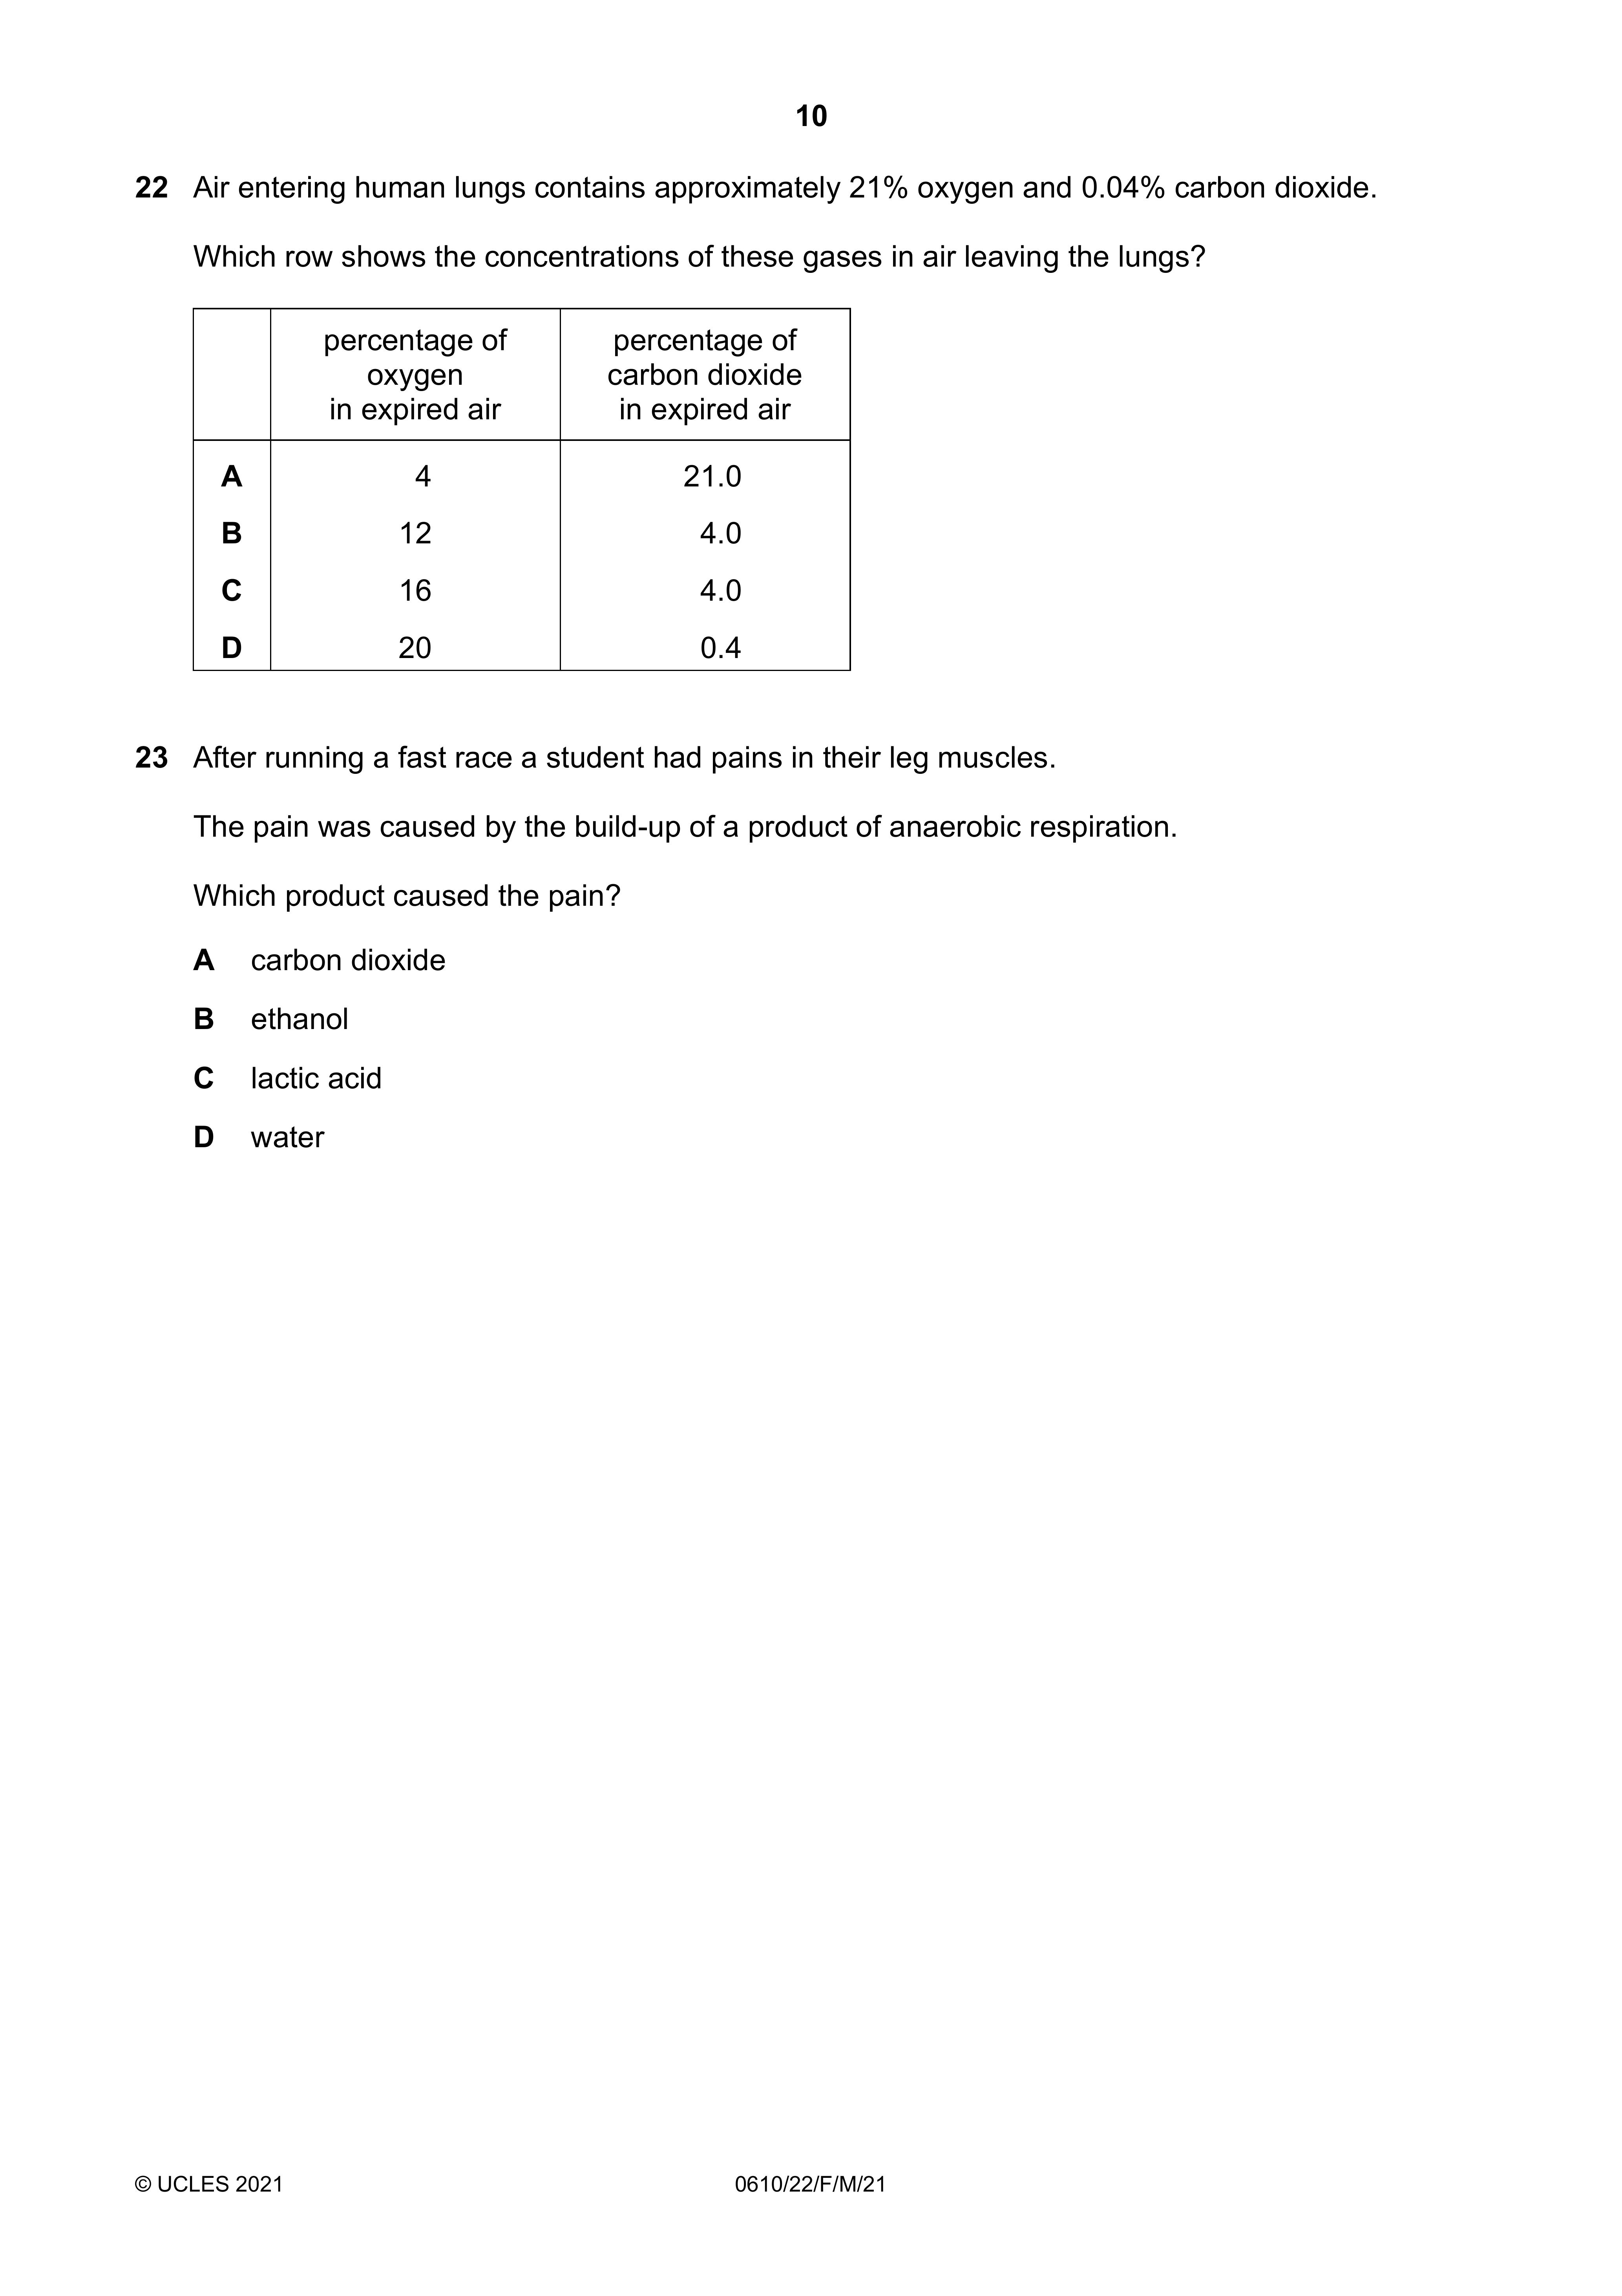 10
22 Air entering human lungs contains approximately 21% oxygen and 0.04% carbon dioxide.
Which row shows the concentrations of these gases in air leaving the lungs?
percentage of oxygen in expired air percentage of carbon dioxide in expired air
A 4 21.0
B 12 4.0
C 16 4.0
D 20 0.4
23 After running a fast race a student had pains in their leg muscles.
The pain was caused by the build-up of a product of anaerobic respiration.
Which product caused the pain?
A carbon dioxide
B ethanol
C lactic acid
D water
© UCLES 2021 0610/22/F/M/21